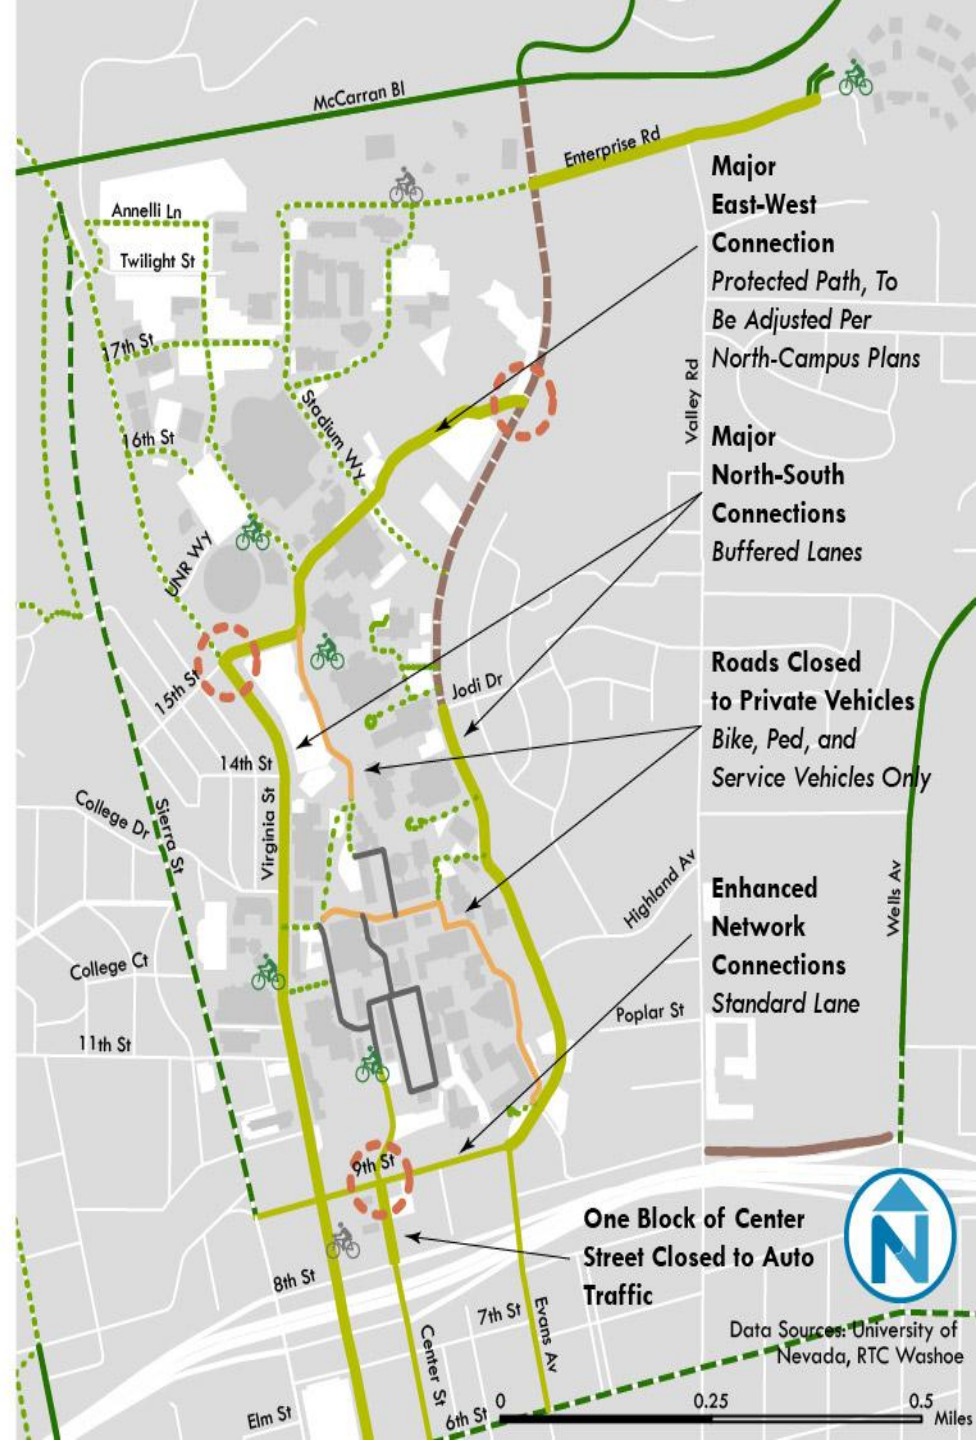 McCarran Bl
Enterprise Rd
Major
East-West
Connection
Protected Path, To
Be Adjusted Per
North-Campus Plans
Annelli Ln
Twilight St
17th St
16th St
Stadium Wy
Valley Rd
Major
North-South
Connections
Buffered Lanes
UNR Wy
15th St
Jodi Dr
Roads Closed
to Private Vehicles
Bike, Ped, and
Service Vehicles Only
14th St
College Dr
Sierra St
Virginia St
Highland Av
Wells Av
Enhanced
Network
Connections
Standard Lane
College Ct
Poplar St
11th St
9th St
One Block of Center
Street Closed to Auto
Traffic
N
8th St
7th St
Evans Av
Center St
Data Sources: University of
Nevada, RTC Washoe
Elm St
6th St
0 0.25 0.5
Miles